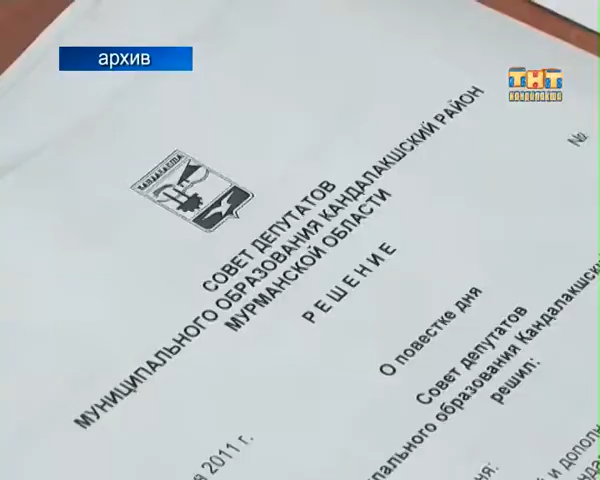 архив
ТНТ
КАНДАЛАКША
№
СОВЕТ ДЕПУТАТОВ
МУНИЦИПАЛЬНОГО ОБРАЗОВАНИЯ КАНДАЛАКШСКИЙ РАЙОН
МУРМАНСКОЙ ОБЛАСТИ
РЕШЕНИЕ
2011 г.
О повестке дня
Совет депутатов
образования Кандалакшский
решил: